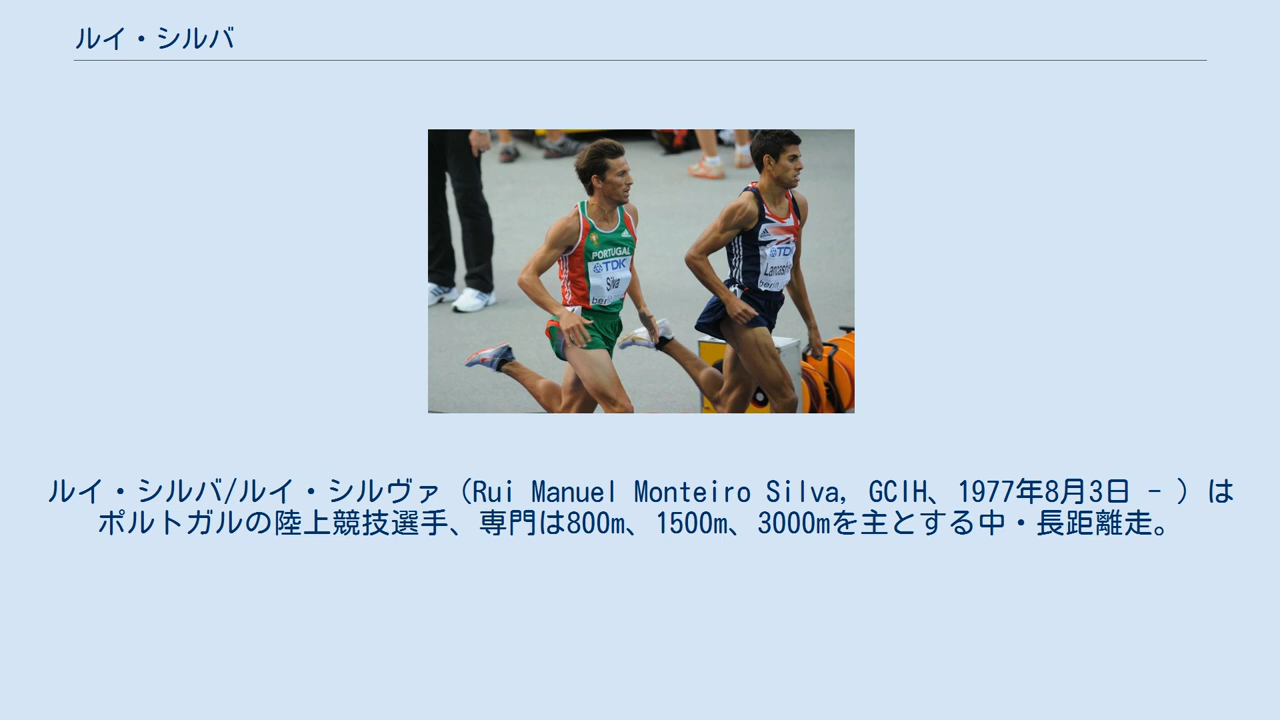 ルイ・シルバ
PORTUGAL
TDK
Silva
TDK
berlin
ルイ・シルバ/ルイ・シルヴァ（Rui Manuel Monteiro Silva, GCIH、1977年8月3日 - ）は
ポルトガルの陸上競技選手、専門は800m、1500m、3000mを主とする中・長距離走。